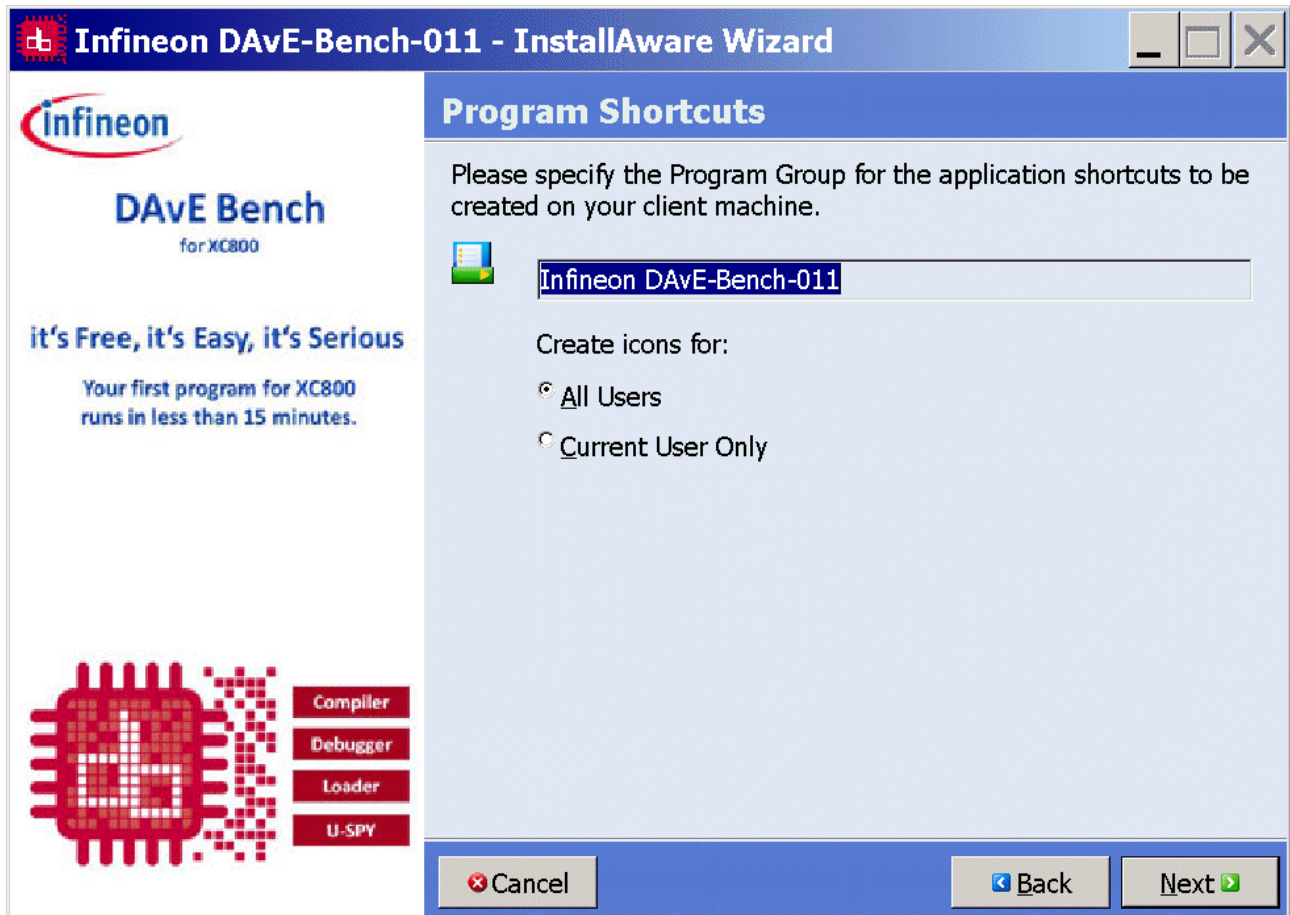 Infineon DAvE-Bench-011 - InstallAware Wizard
infineon
DAvE Bench
for XC800
it's Free, it's Easy, it's Serious
Your first program for XC800
runs in less than 15 minutes.
Compiler
Debugger
Loader
U-SPY
Program Shortcuts
Please specify the Program Group for the application shortcuts to be
created on your client machine.
Infineon DAvE-Bench-011
Create icons for:
All Users
Current User Only
Cancel
Back
Next